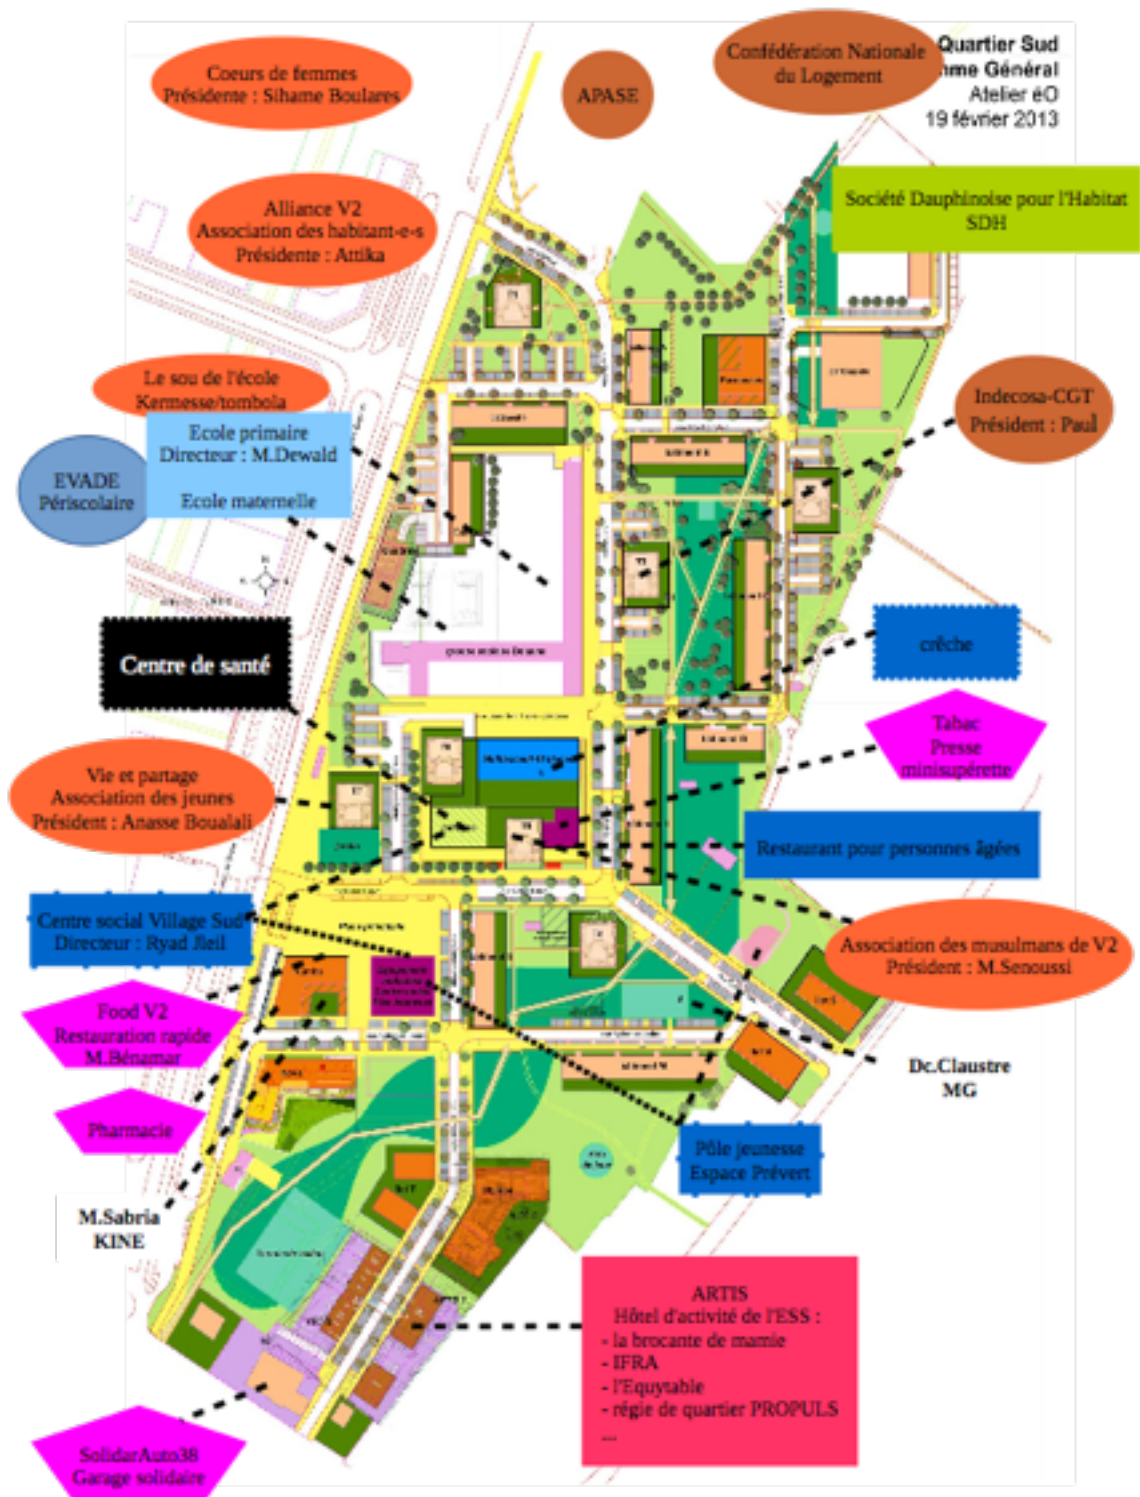 Quartier Sud
mme Général
Atelier éO
19 février 2013
Coeurs de femmes
Présidente : Sihame Boulares
APASE
Confédération Nationale
du Logement
Société Dauphinoise pour l'Habitat
SDH
Alliance V2
Association des habitant-e-s
Présidente : Attika
Le sou de l'école
Kermesse/tombola
Ecole primaire
Directeur : M.Dewald
Ecole maternelle
EVADE
Périscolaire
Indecosa-CGT
Président : Paul
Centre de santé
crêche
Tabac
Presse
minisupérette
Vie et partage
Association des jeunes
Président : Anasse Boualali
Restaurant pour personnes âgées
Centre social Village Sud
Directeur : Ryad Jleil
Association des musulmans de V2
Président : M.Senoussi
Food V2
Restauration rapide
M.Bénamar
Dc.Claustre
MG
Pharmacie
Pôle jeunesse
Espace Prévert
M.Sabria
KINE
ARTIS
Hôtel d'activité de l'ESS :
- la brocante de mamie
- IFRA
- l'Equytable
- régie de quartier PROPULS
...
SolidarAuto38
Garage solidaire